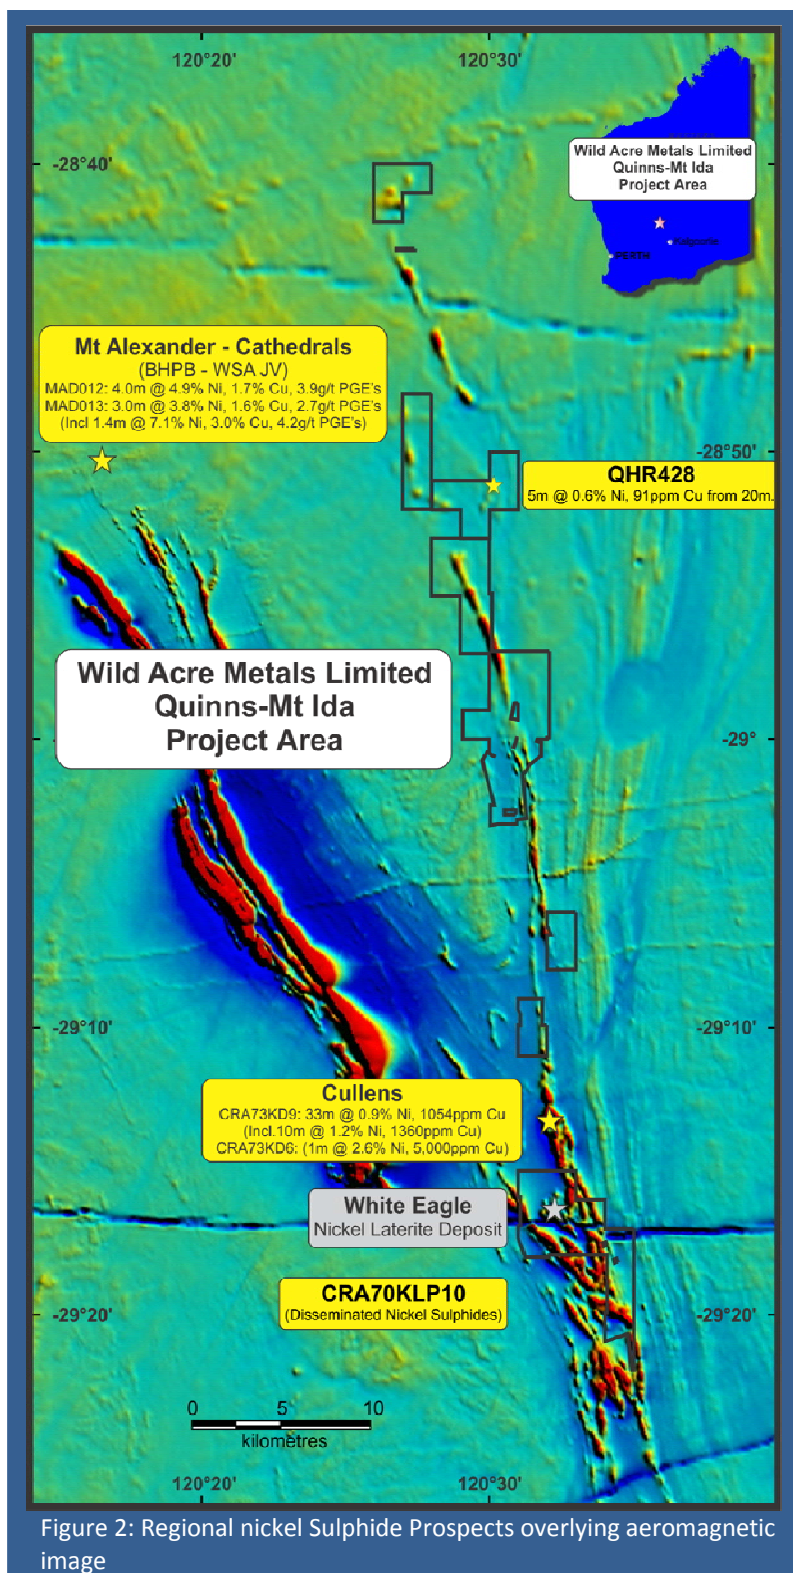 120°20'
120°30'
-28°40'
Wild Acre Metals Limited
Quinns-Mt Ida
Project Area
Kalgoorlie
PERTH
Mt Alexander - Cathedrals
(BHPB - WSA JV)
MAD012: 4.0m @ 4.9% Ni, 1.7% Cu, 3.9g/t PGE's
MAD013: 3.0m @ 3.8% Ni, 1.6% Cu, 2.7g/t PGE's
(Incl 1.4m @ 7.1% Ni, 3.0% Cu, 4.2g/t PGE's)
-28°50'
QHR428
5m @ 0.6% Ni, 91ppm Cu from 20m.
Wild Acre Metals Limited
Quinns-Mt Ida
Project Area
-29°
-29°10'
-29°10'
Cullens
CRA73KD9: 33m @ 0.9% Ni, 1054ppm Cu
(Incl.10m @ 1.2% Ni, 1360ppm Cu)
CRA73KD6: (1m @ 2.6% Ni, 5,000ppm Cu)
White Eagle
Nickel Laterite Deposit
CRA70KLP10
(Disseminated Nickel Sulphides)
-29°20'
-29°20'
0 5 10
kilometres
120°20'
120°30'
Figure 2: Regional nickel Sulphide Prospects overlying aeromagnetic
image